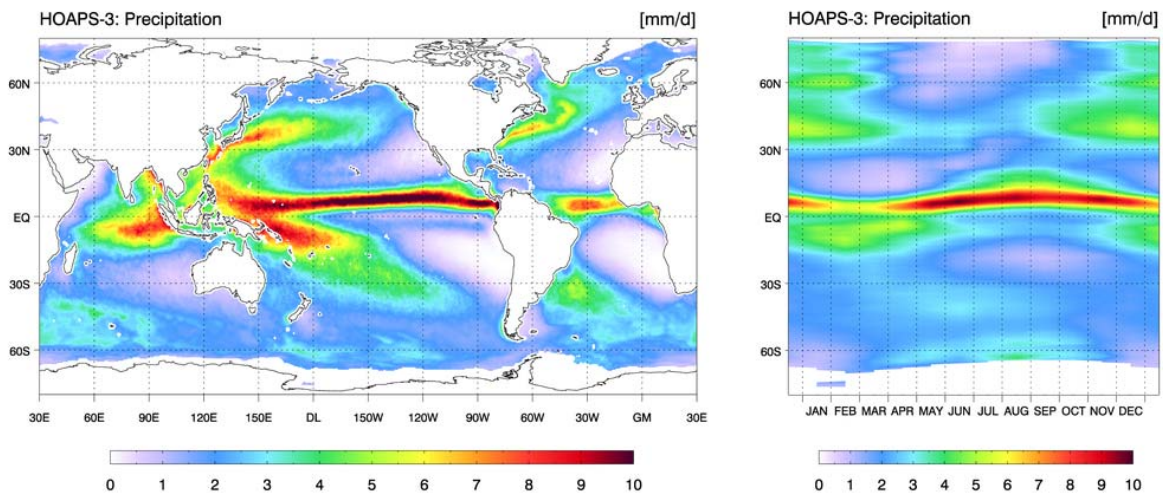 HOAPS-3: Precipitation [mm/d]
60N
30N
EQ
30S
60S
30E 60E 90E 120E 150E DL 150W 120W 90W 60W 30W GM 30E
0 1 2 3 4 5 6 7 8 9 10
HOAPS-3: Precipitation [mm/d]
60N
30N
EQ
30S
60S
JAN FEB MAR APR MAY JUN JUL AUG SEP OCT NOV DEC
0 1 2 3 4 5 6 7 8 9 10